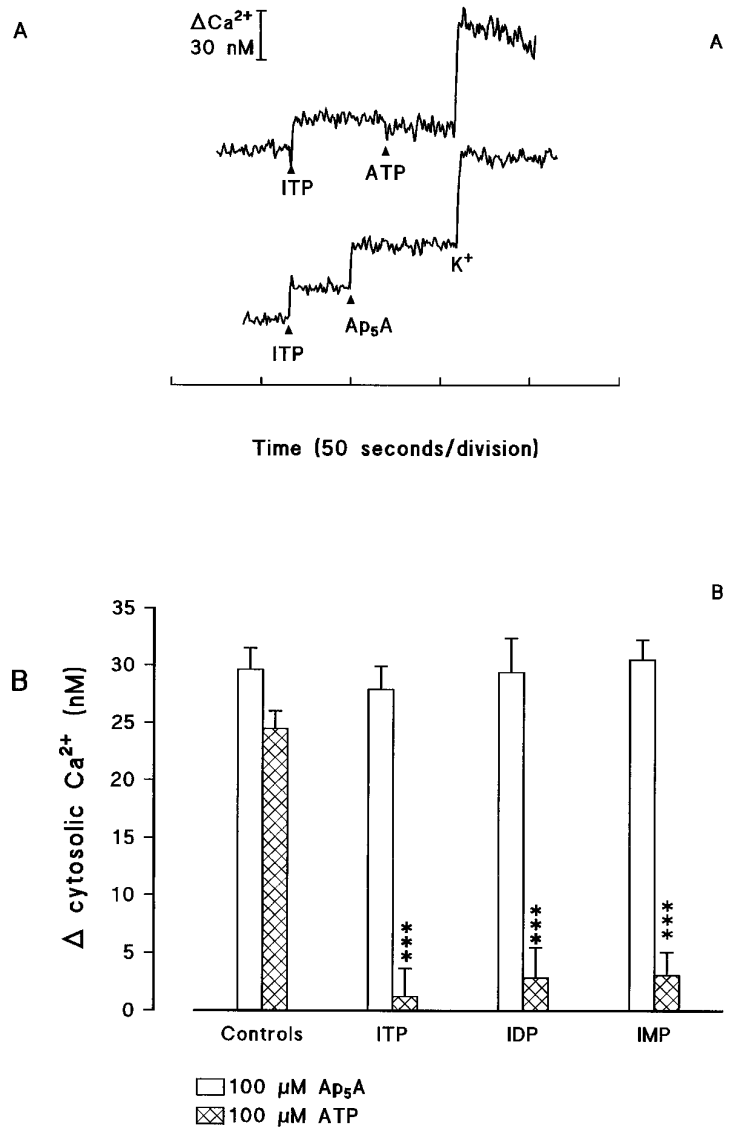 A
ΔCa²⁺
30 nM
A
ITP
ATP
K⁺
Ap₅A
ITP
Time (50 seconds/division)
B
B
Δ cytosolic Ca²⁺ (nM)
35
30
25
20
15
10
5
0
***
***
***
Controls
ITP
IDP
IMP
100 μM Ap₅A
100 μM ATP